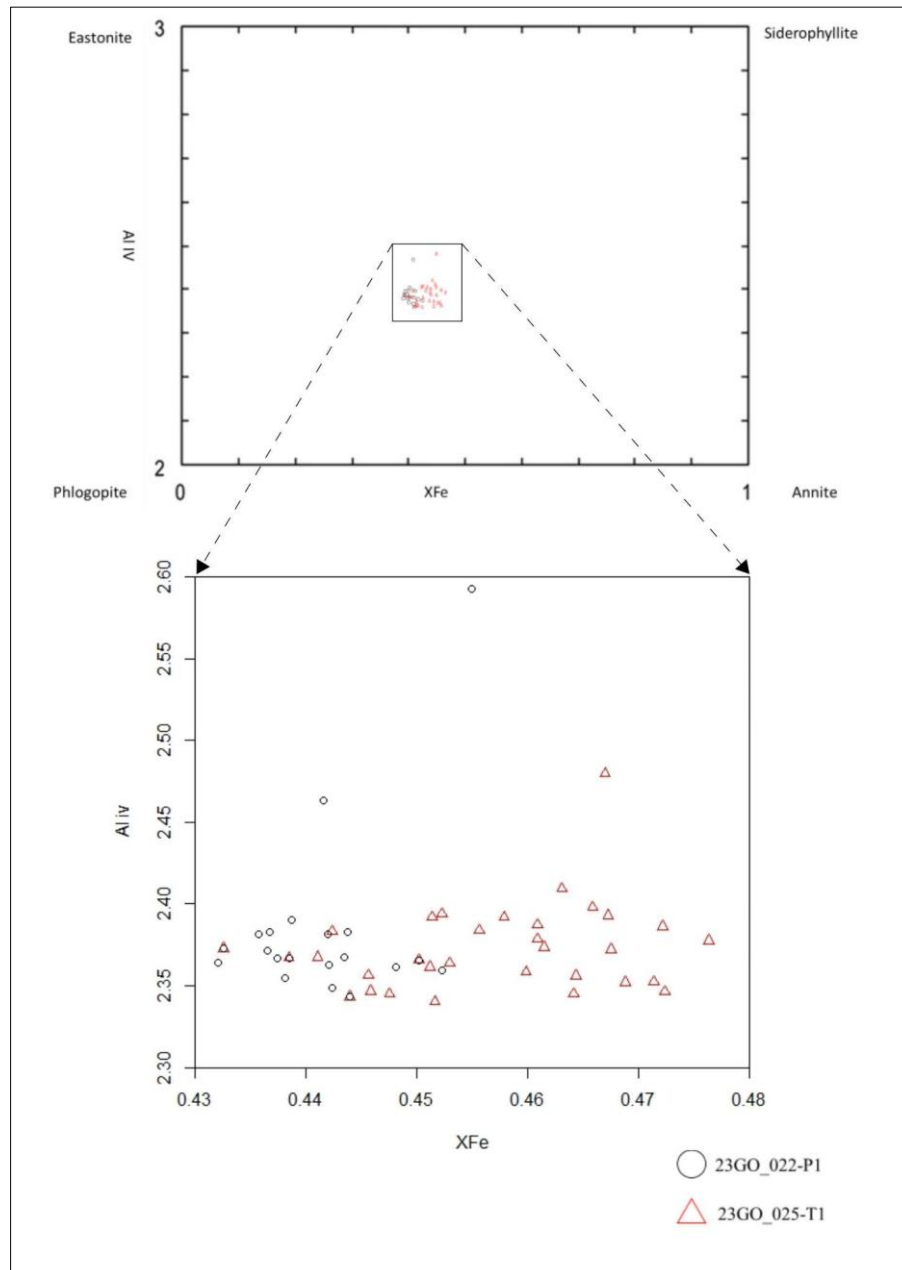 Eastonite 3 Siderophyllite
Al IV
2
Phlogopite 0 XFe 1 Annite
2.60
2.55
2.50
2.45
2.40
2.35
2.30
Al iv
0.43 0.44 0.45 0.46 0.47 0.48
XFe
23GO_022-P1
23GO_025-T1